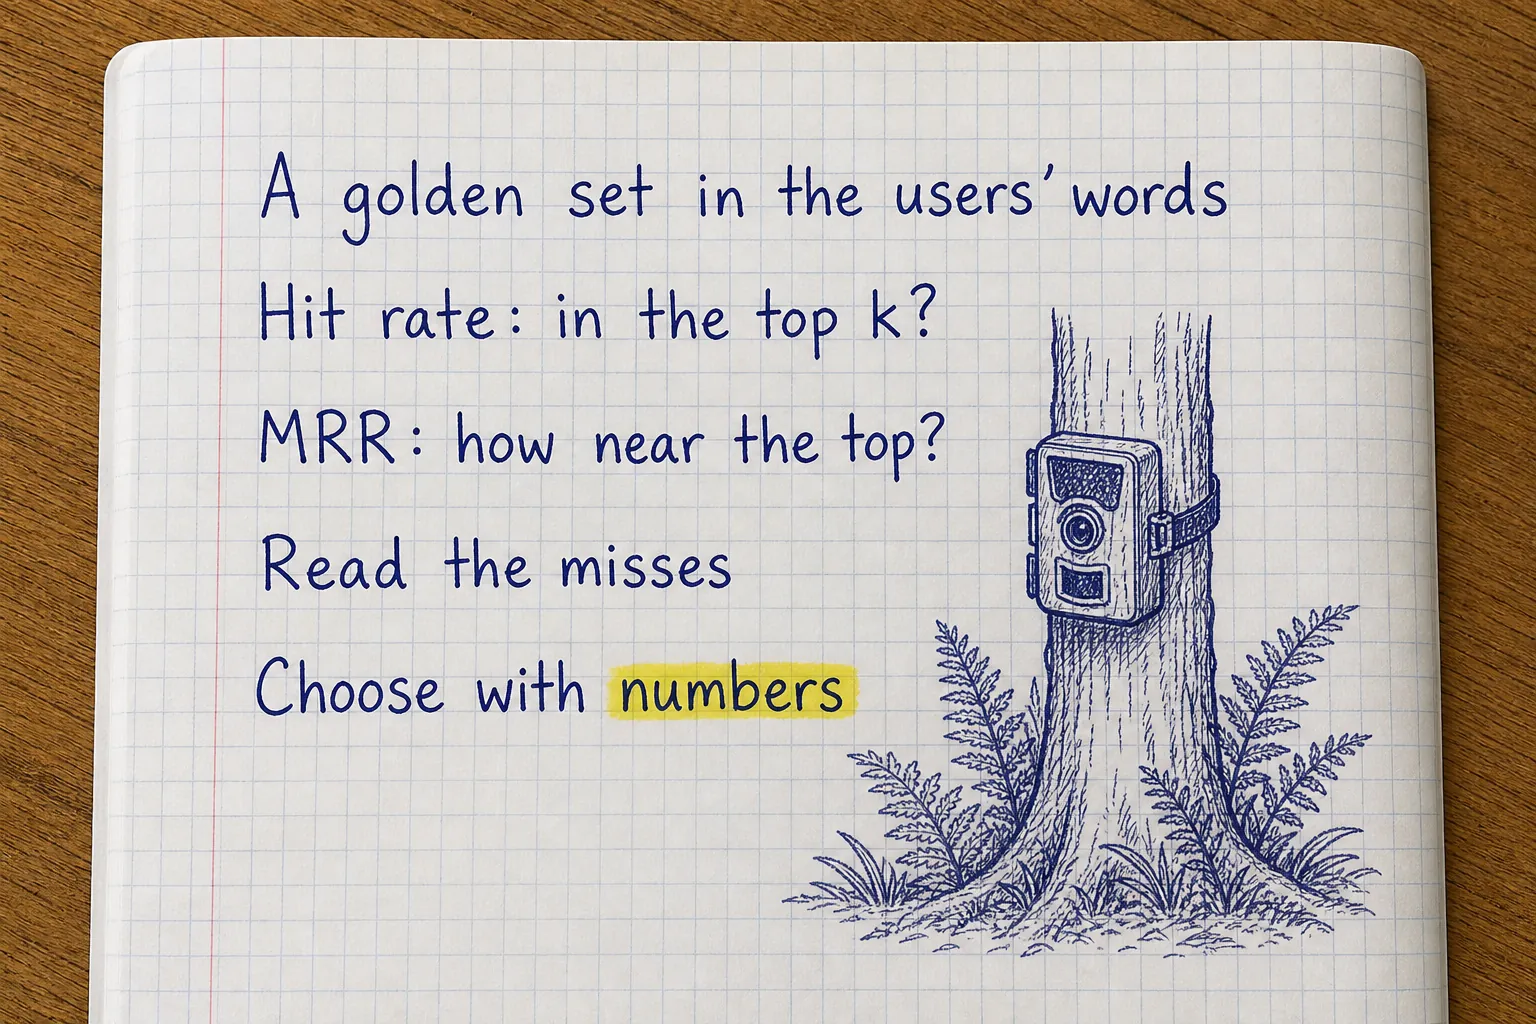 A golden set in the users' words
Hit rate: in the top k?
MRR: how near the top?
Read the misses
Choose with numbers